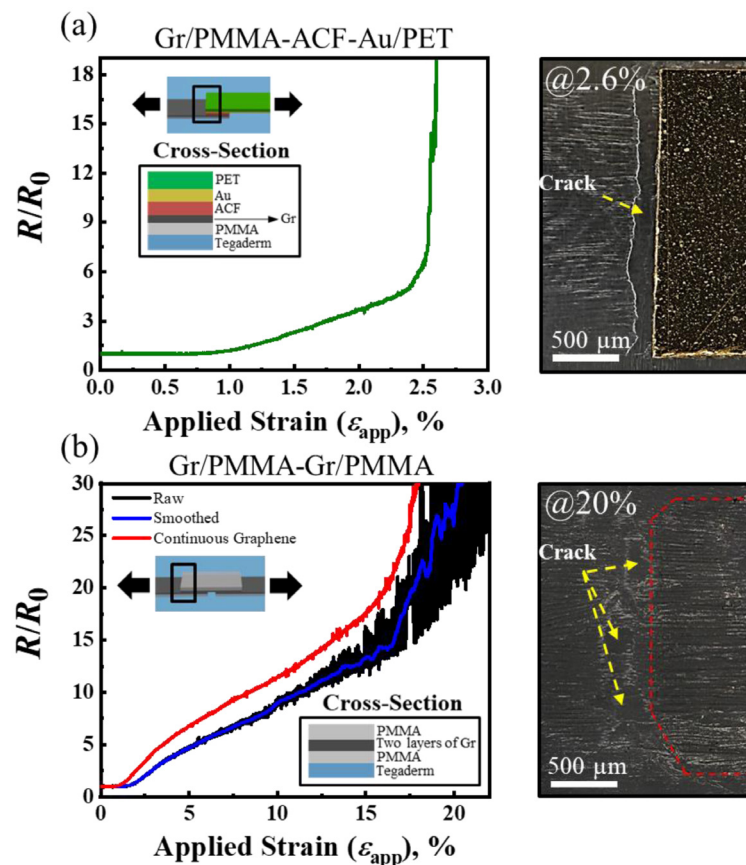 (a)
Gr/PMMA-ACF-Au/PET
18
15
12
9
6
3
0
R/R0
0.0 0.5 1.0 1.5 2.0 2.5 3.0
Applied Strain (εapp), %
Cross-Section
PET
Au
ACF
Gr
PMMA
Tegaderm
@2.6%
Crack
500 µm
(b)
Gr/PMMA-Gr/PMMA
30
25
20
15
10
5
0
R/R0
Raw
Smoothed
Continuous Graphene
Cross-Section
PMMA
Two layers of Gr
PMMA
Tegaderm
0 5 10 15 20
Applied Strain (εapp), %
@20%
Crack
500 µm